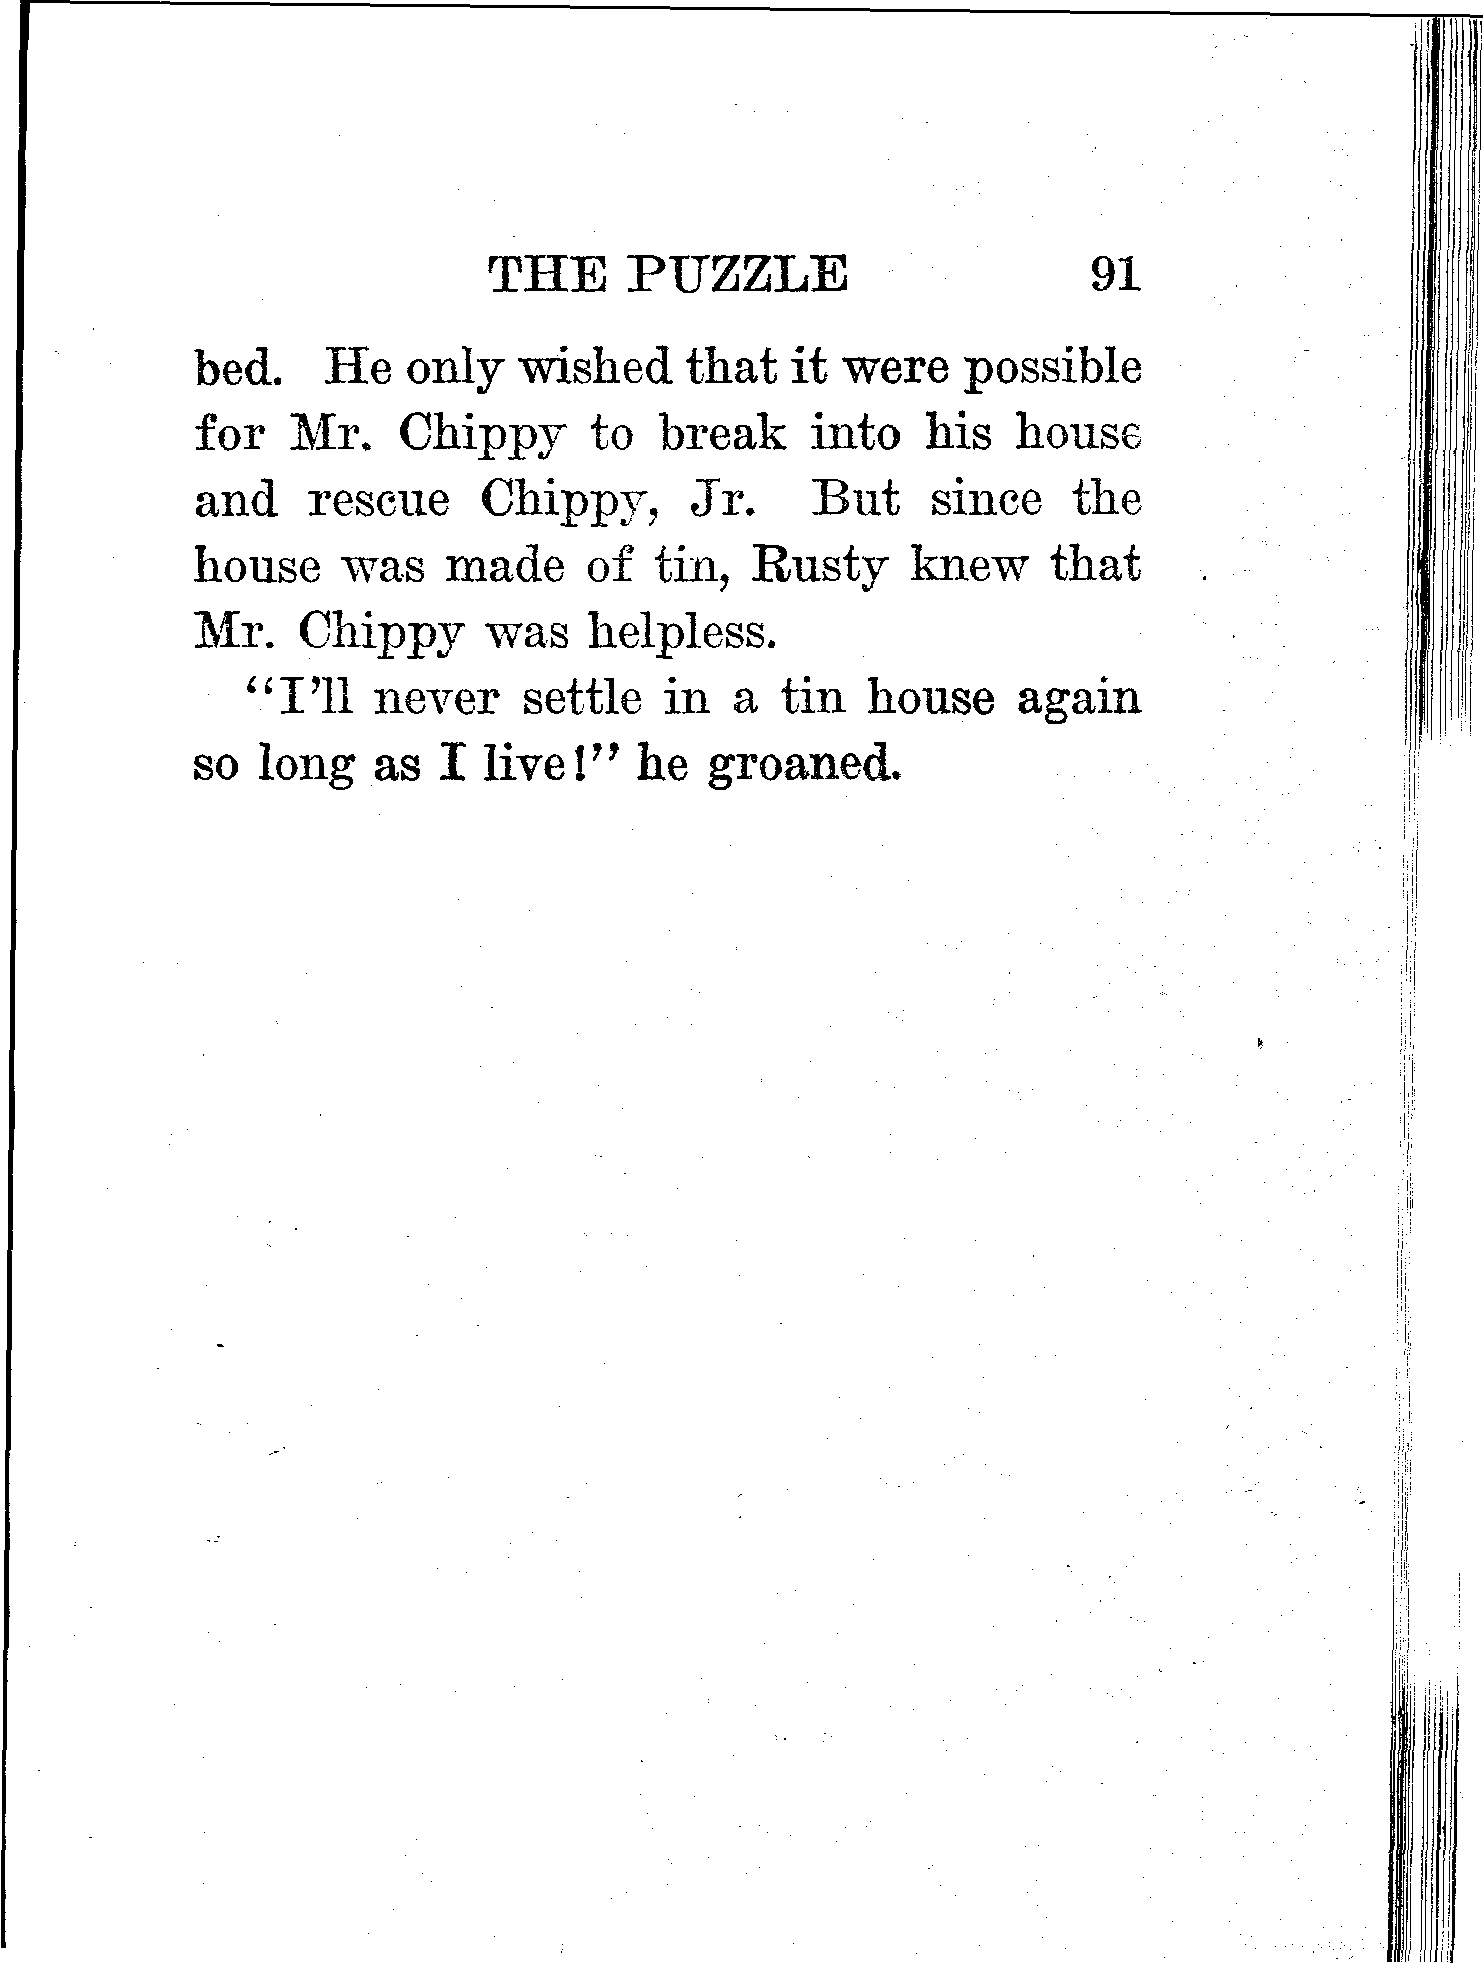 THE PUZZLE 91
bed. He only wished that it were possible
for Mr. Chippy to break into his house
and rescue Chippy, Jr. But since the
house was made of tin, Rusty knew that
Mr. Chippy was helpless.
"I'll never settle in a tin house again
so long as I live!" he groaned.